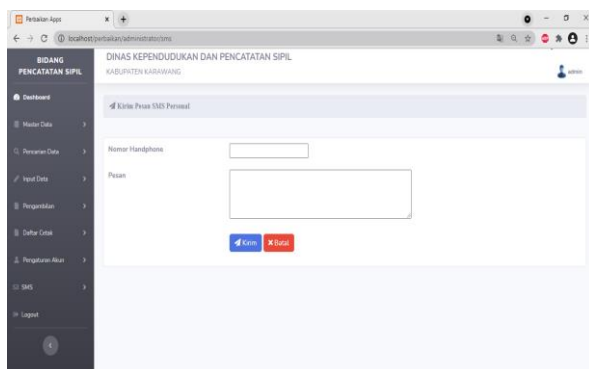 Perbaikan Apps
localhost/perbaikan/administrator/sms
BIDANG
PENCATATAN SIPIL
DINAS KEPENDUDUKAN DAN PENCATATAN SIPIL
KABUPATEN KARAWANG
admin
Dashboard
Kirim Pesan SMS Personal
Master Data
Pencarian Data
Input Data
Pengambilan
Daftar Cetak
Pengaturan Akun
SMS
Logout
Nomor Handphone
Pesan
Kirim
Batal